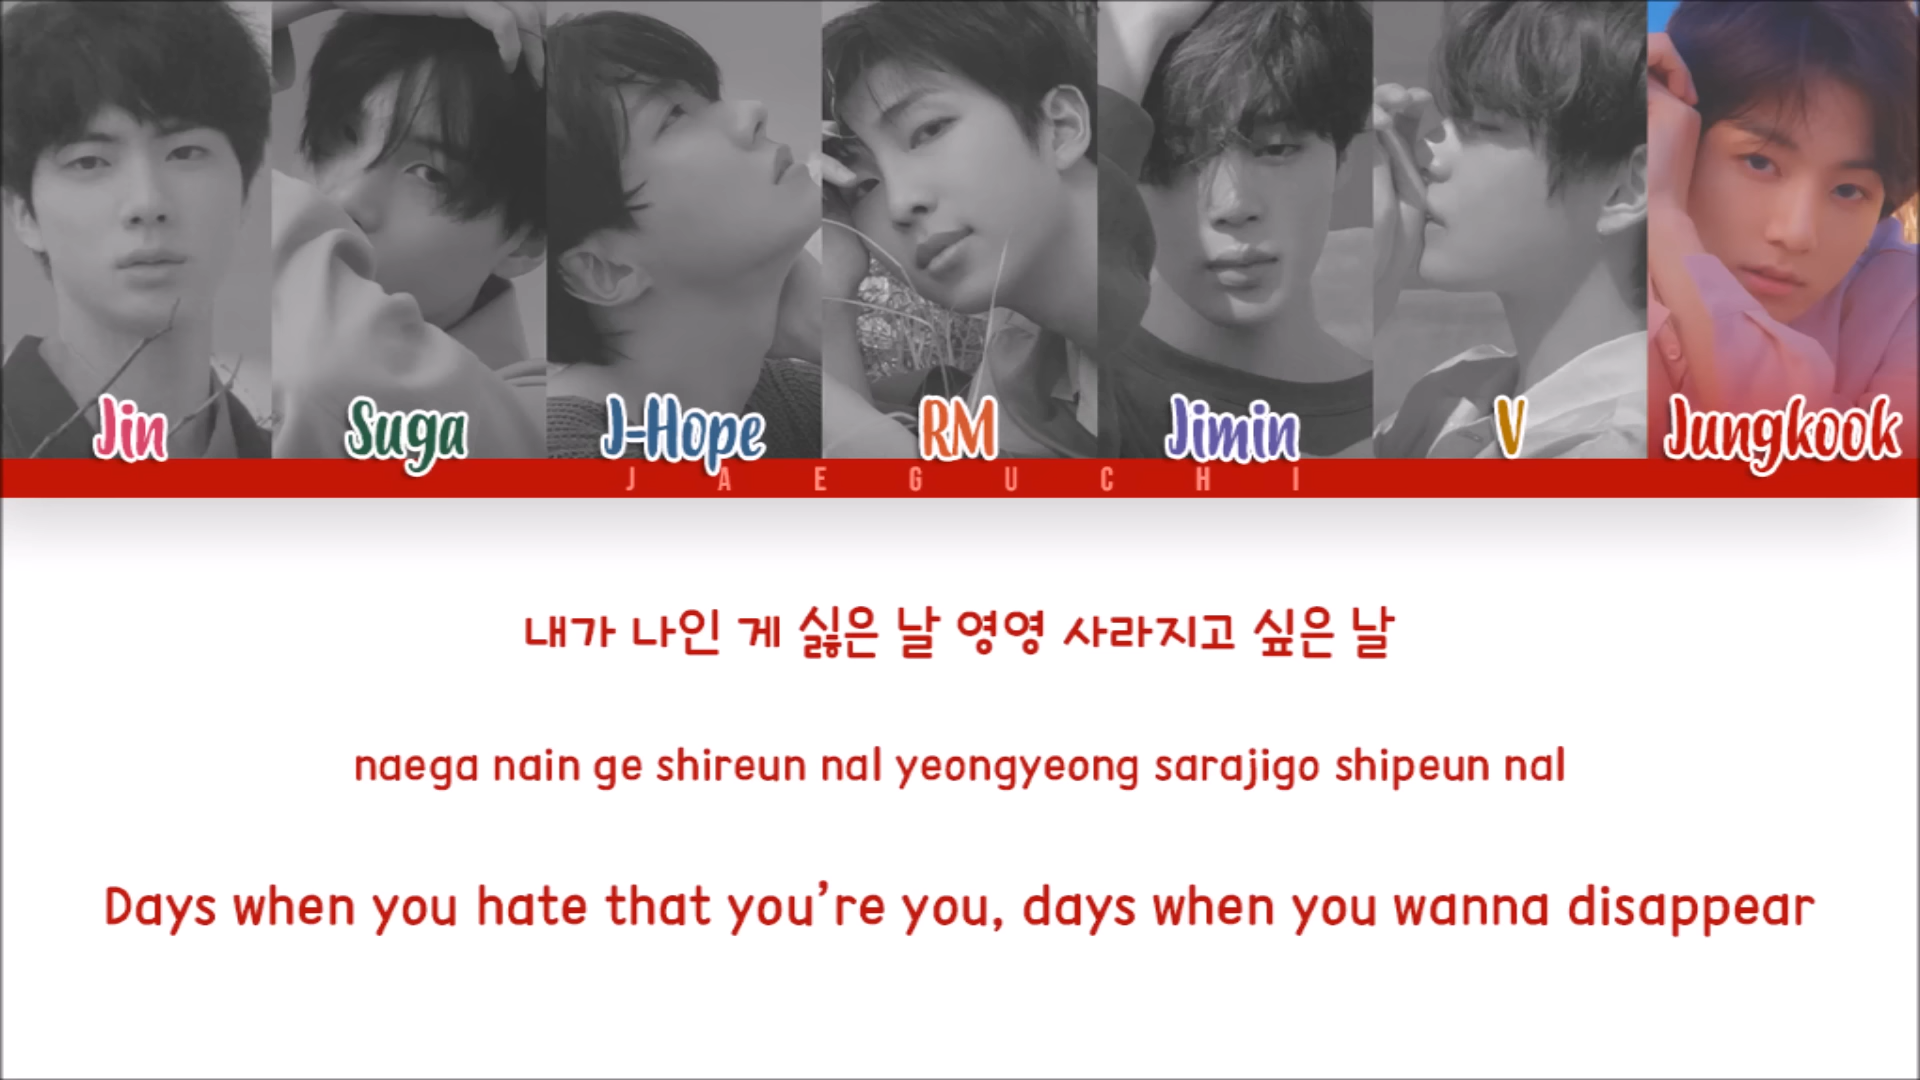 Jin Suga J-Hope RM Jimin V Jungkook
JAEGUCHI
내가 나인 게 싫은 날 영영 사라지고 싶은 날
naega nain ge shireun nal yeongyeong sarajigo shipeun nal
Days when you hate that you're you, days when you wanna disappear